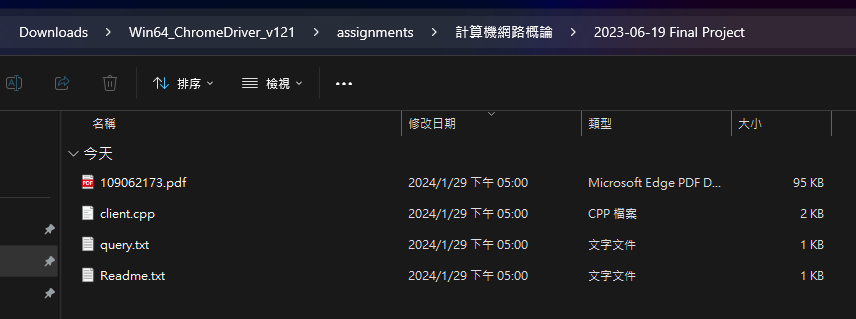 Downloads > Win64_ChromeDriver_v121 > assignments > 計算機網路概論 > 2023-06-19 Final Project
排序 檢視 ...
名稱 修改日期 類型 大小
今天
PDF 109062173.pdf 2024/1/29 下午 05:00 Microsoft Edge PDF D... 95 KB
client.cpp 2024/1/29 下午 05:00 CPP 檔案 2 KB
query.txt 2024/1/29 下午 05:00 文字文件 1 KB
Readme.txt 2024/1/29 下午 05:00 文字文件 1 KB